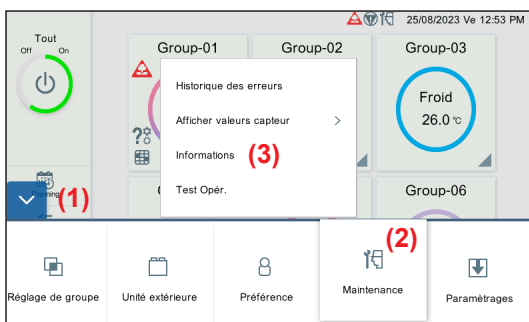 25/08/2023 Ve 12:53 PM
Tout
Off On
Group-01
Group-02
Group-03
Historique des erreurs
Afficher valeurs capteur >
Informations (3)
Test Opér.
Froid
26.0 °C
Planning
(1)
Group-06
(2)
Réglage de groupe
Unité extérieure
Préférence
Maintenance
Paramètrages